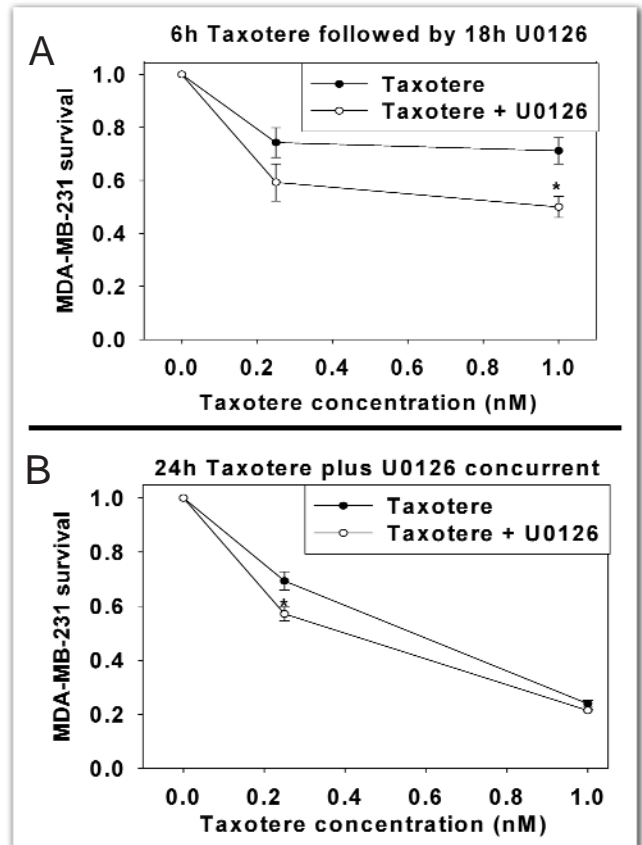 A
6h Taxotere followed by 18h U0126
Taxotere
Taxotere + U0126
MDA-MB-231 survival
1.0
0.8
0.6
0.4
0.2
0.0
*
0.0 0.2 0.4 0.6 0.8 1.0
Taxotere concentration (nM)
B
24h Taxotere plus U0126 concurrent
Taxotere
Taxotere + U0126
MDA-MB-231 survival
1.0
0.8
0.6
0.4
0.2
0.0
*
0.0 0.2 0.4 0.6 0.8 1.0
Taxotere concentration (nM)